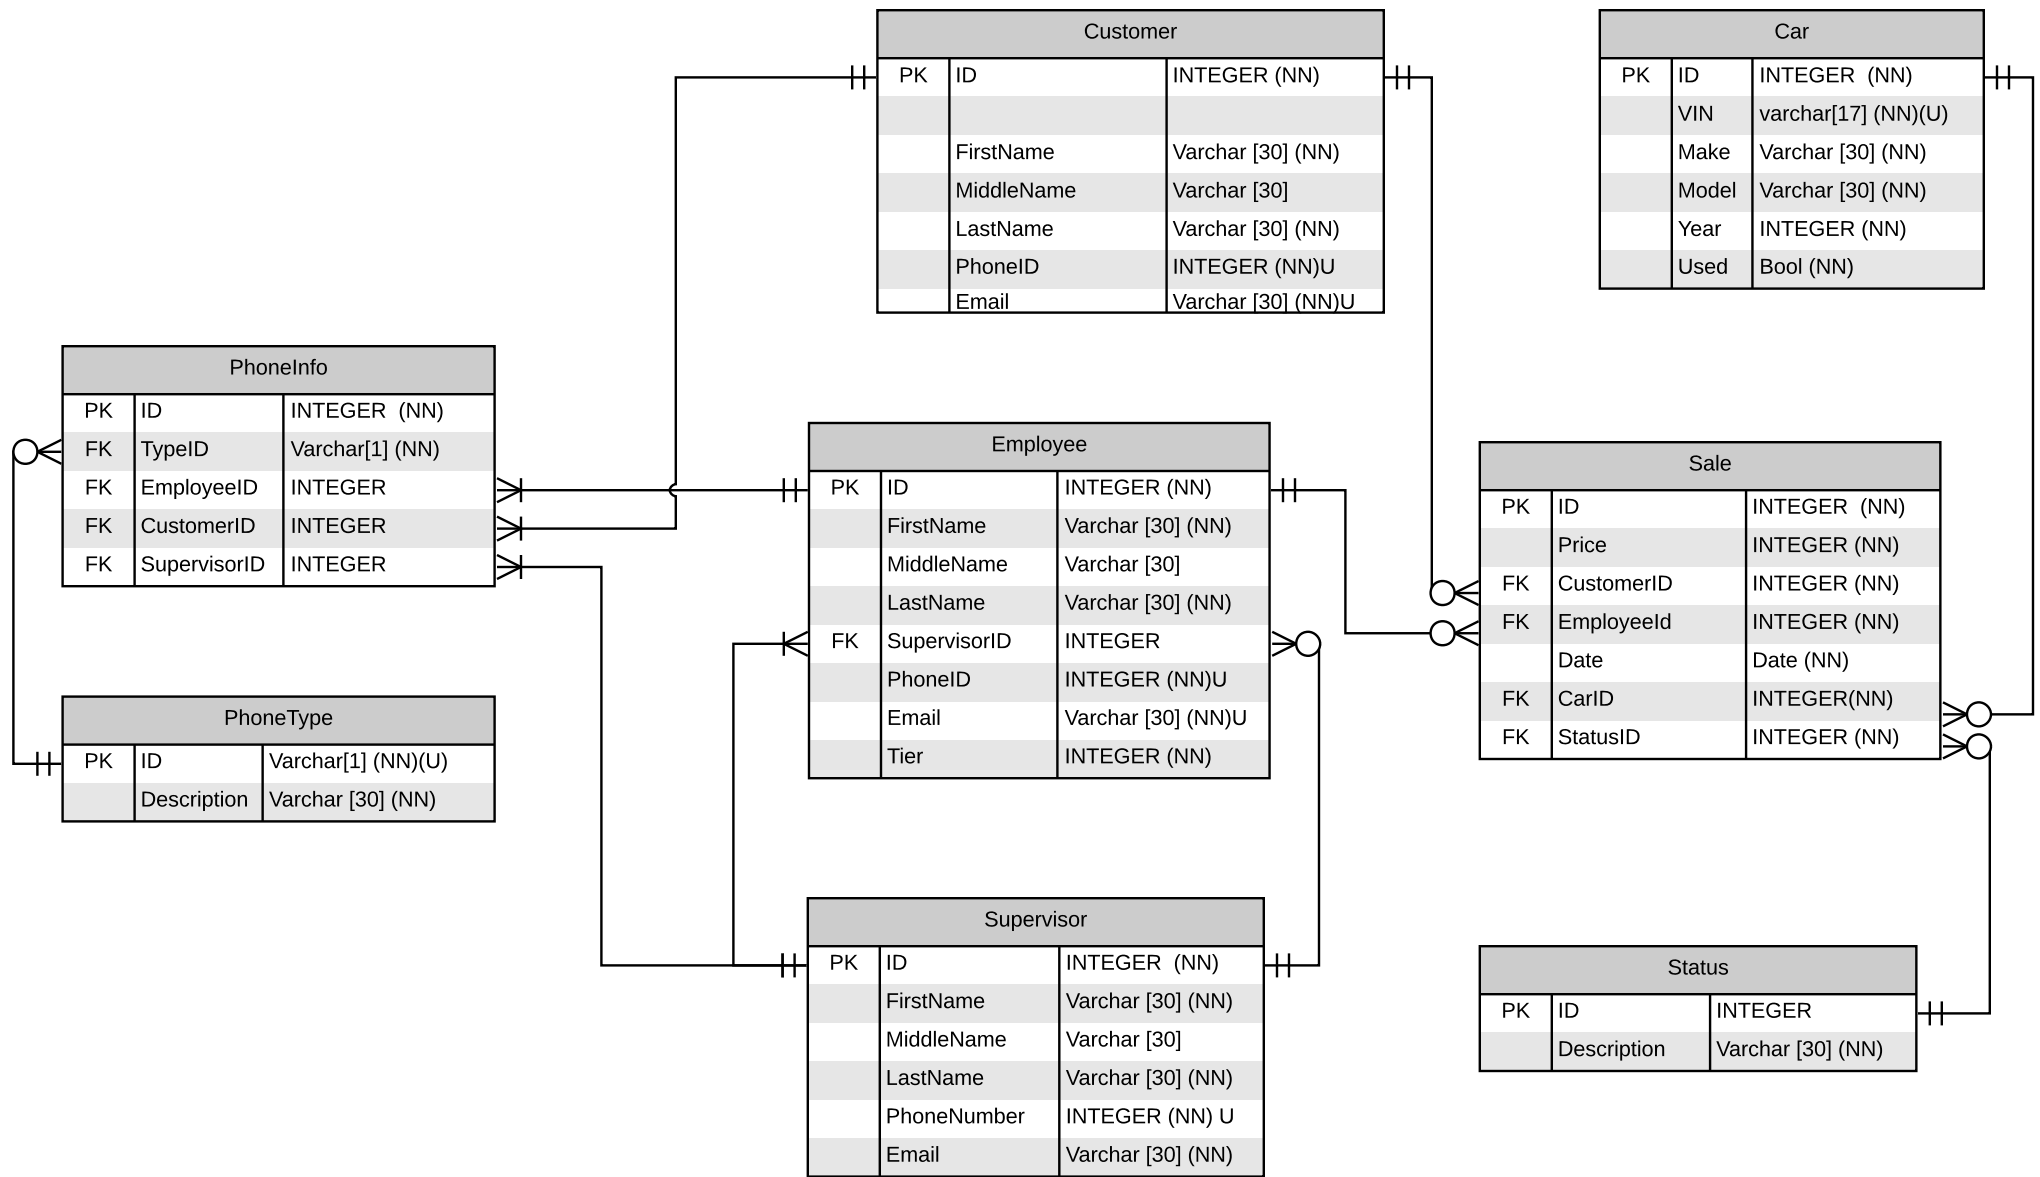 Customer
PK ID INTEGER (NN)
FirstName Varchar [30] (NN)
MiddleName Varchar [30]
LastName Varchar [30] (NN)
PhoneID INTEGER (NN)U
Email Varchar [30] (NN)U
Car
PK ID INTEGER (NN)
VIN varchar[17] (NN)(U)
Make Varchar [30] (NN)
Model Varchar [30] (NN)
Year INTEGER (NN)
Used Bool (NN)
PhoneInfo
PK ID INTEGER (NN)
FK TypeID Varchar[1] (NN)
FK EmployeeID INTEGER
FK CustomerID INTEGER
FK SupervisorID INTEGER
Employee
PK ID INTEGER (NN)
FirstName Varchar [30] (NN)
MiddleName Varchar [30]
LastName Varchar [30] (NN)
FK SupervisorID INTEGER
PhoneID INTEGER (NN)U
Email Varchar [30] (NN)U
Tier INTEGER (NN)
Sale
PK ID INTEGER (NN)
Price INTEGER (NN)
FK CustomerID INTEGER (NN)
FK EmployeeId INTEGER (NN)
Date Date (NN)
FK CarID INTEGER(NN)
FK StatusID INTEGER (NN)
PhoneType
PK ID Varchar[1] (NN)(U)
Description Varchar [30] (NN)
Supervisor
PK ID INTEGER (NN)
FirstName Varchar [30] (NN)
MiddleName Varchar [30]
LastName Varchar [30] (NN)
PhoneNumber INTEGER (NN) U
Email Varchar [30] (NN)
Status
PK ID INTEGER
Description Varchar [30] (NN)